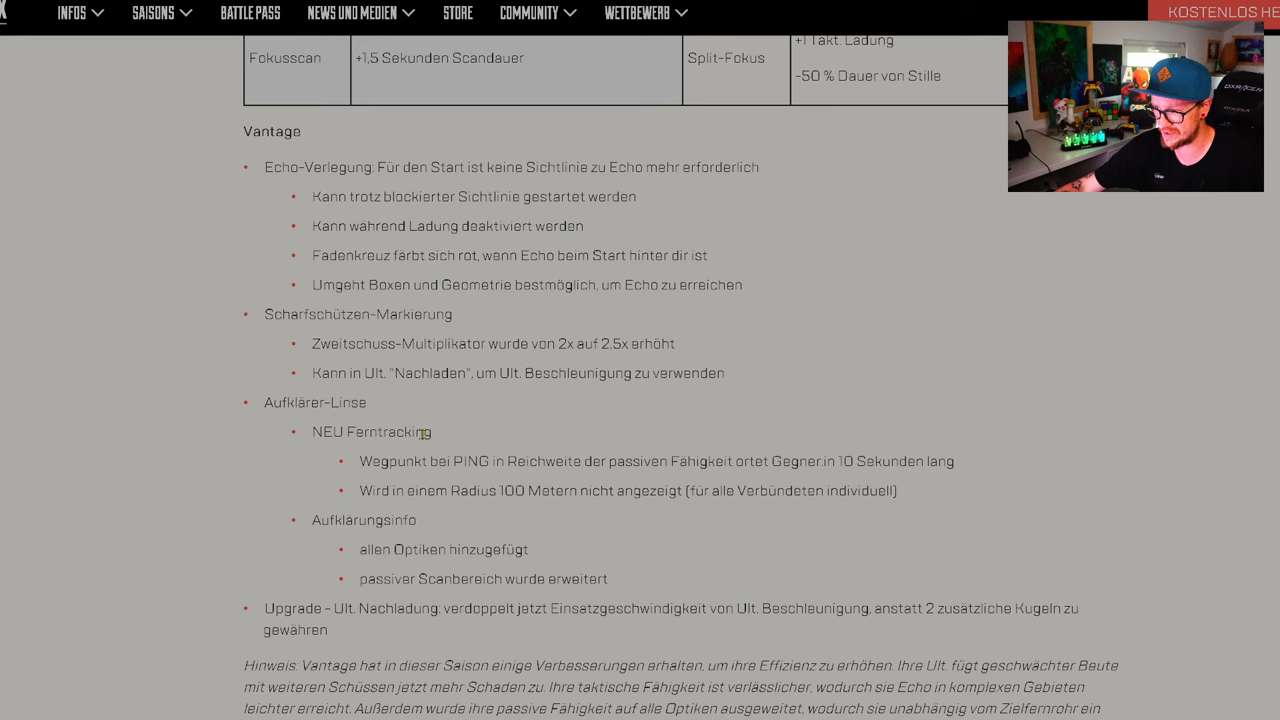 X INFOS SAISONS BATTLE PASS NEWS UND MEDIEN STORE COMMUNITY WETTBEWERB KOSTENLOS HE
+1 Takt. Ladung
Fokusscan +1,5 Sekunden Scandauer Split-Fokus
-50 % Dauer von Stille
Vantage
• Echo-Verlegung: Für den Start ist keine Sichtlinie zu Echo mehr erforderlich
• Kann trotz blockierter Sichtlinie gestartet werden
• Kann während Ladung deaktiviert werden
• Fadenkreuz färbt sich rot, wenn Echo beim Start hinter dir ist
• Umgeht Boxen und Geometrie bestmöglich, um Echo zu erreichen
• Scharfschützen-Markierung
• Zweitschuss-Multiplikator wurde von 2x auf 2,5x erhöht
• Kann in Ult. "Nachladen", um Ult. Beschleunigung zu verwenden
• Aufklärer-Linse
• NEU Ferntracking
• Wegpunkt bei PING in Reichweite der passiven Fähigkeit ortet Gegner:in 10 Sekunden lang
• Wird in einem Radius 100 Metern nicht angezeigt (für alle Verbündeten individuell)
• Aufklärungsinfo
• allen Optiken hinzugefügt
• passiver Scanbereich wurde erweitert
• Upgrade - Ult. Nachladung: verdoppelt jetzt Einsatzgeschwindigkeit von Ult. Beschleunigung, anstatt 2 zusätzliche Kugeln zu
gewähren
Hinweis: Vantage hat in dieser Saison einige Verbesserungen erhalten, um ihre Effizienz zu erhöhen. Ihre Ult. fügt geschwächter Beute
mit weiteren Schüssen jetzt mehr Schaden zu. Ihre taktische Fähigkeit ist verlässlicher, wodurch sie Echo in komplexen Gebieten
leichter erreicht. Außerdem wurde ihre passive Fähigkeit auf alle Optiken ausgeweitet, wodurch sie unabhängig vom Zielfernrohr ein
DXRACER